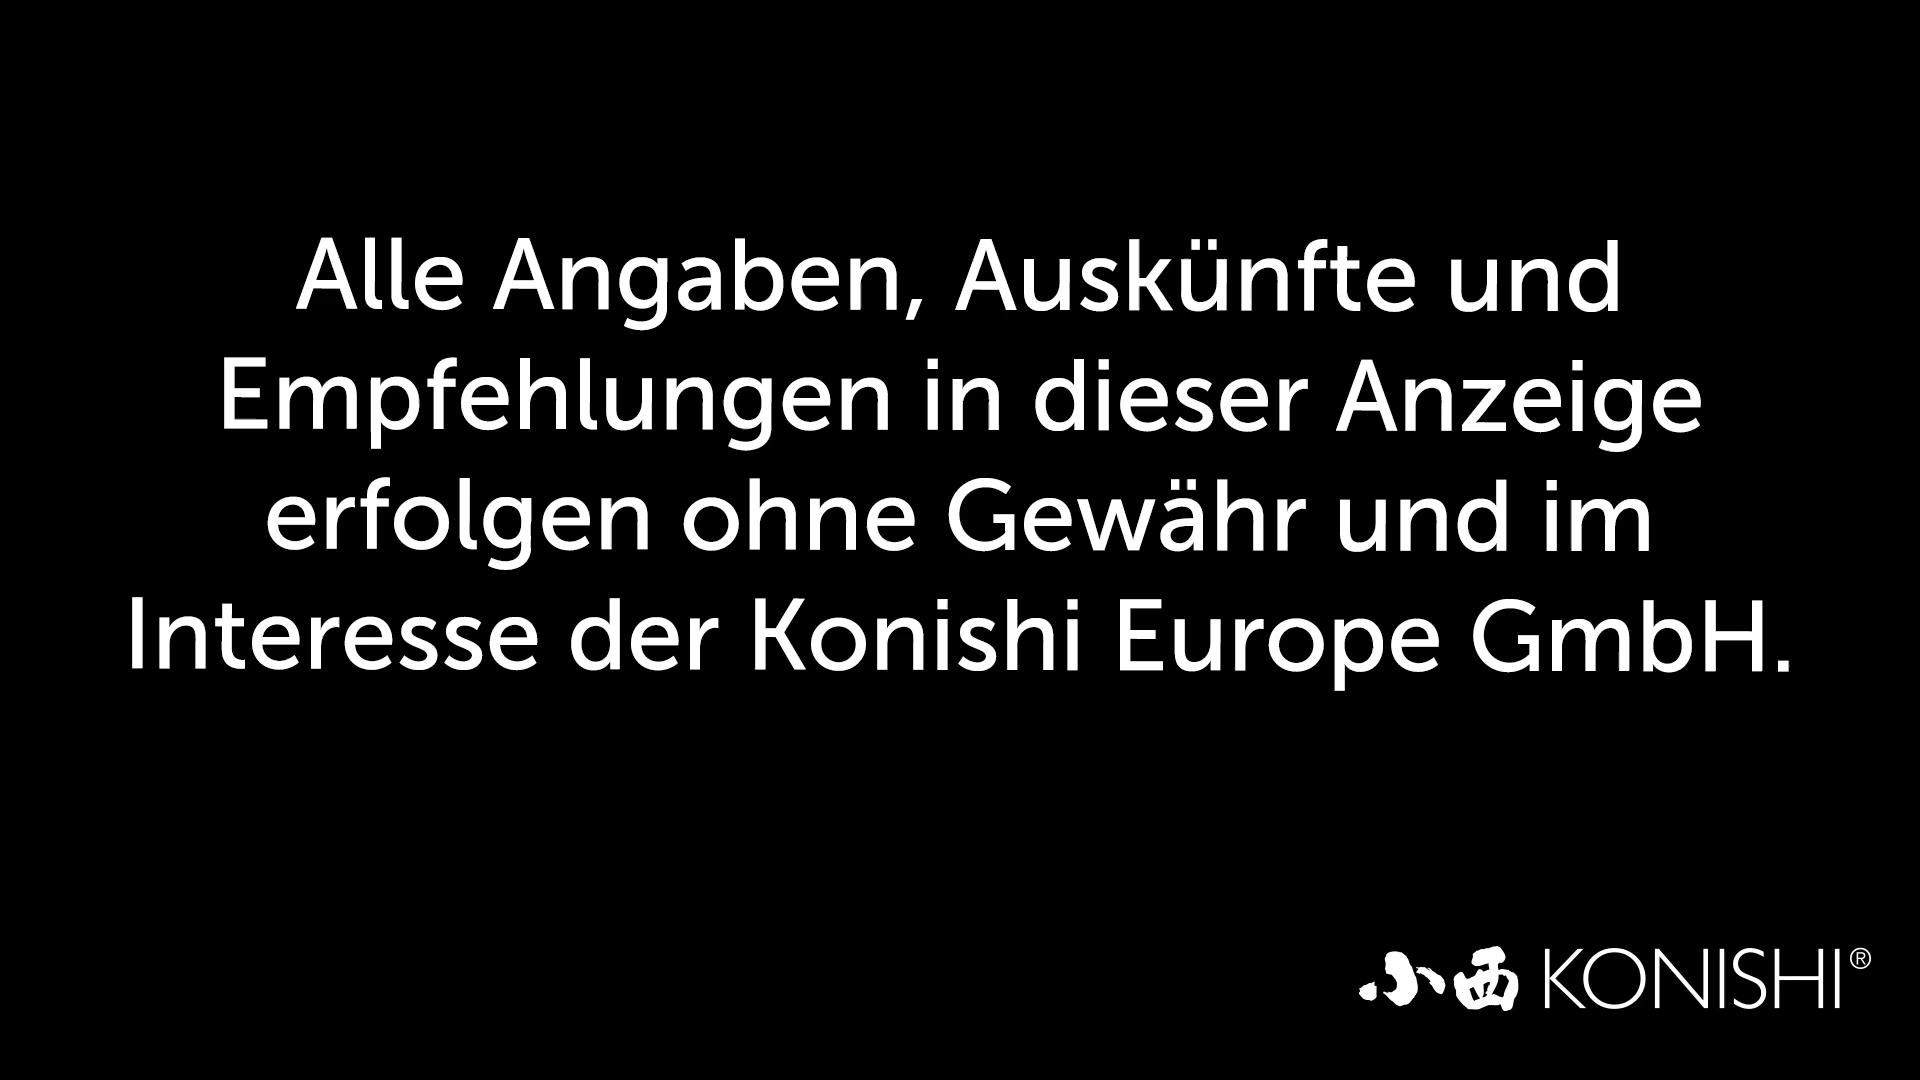 Alle Angaben, Auskünfte und
Empfehlungen in dieser Anzeige
erfolgen ohne Gewähr und im
Interesse der Konishi Europe GmbH.
小西 KONISHI®